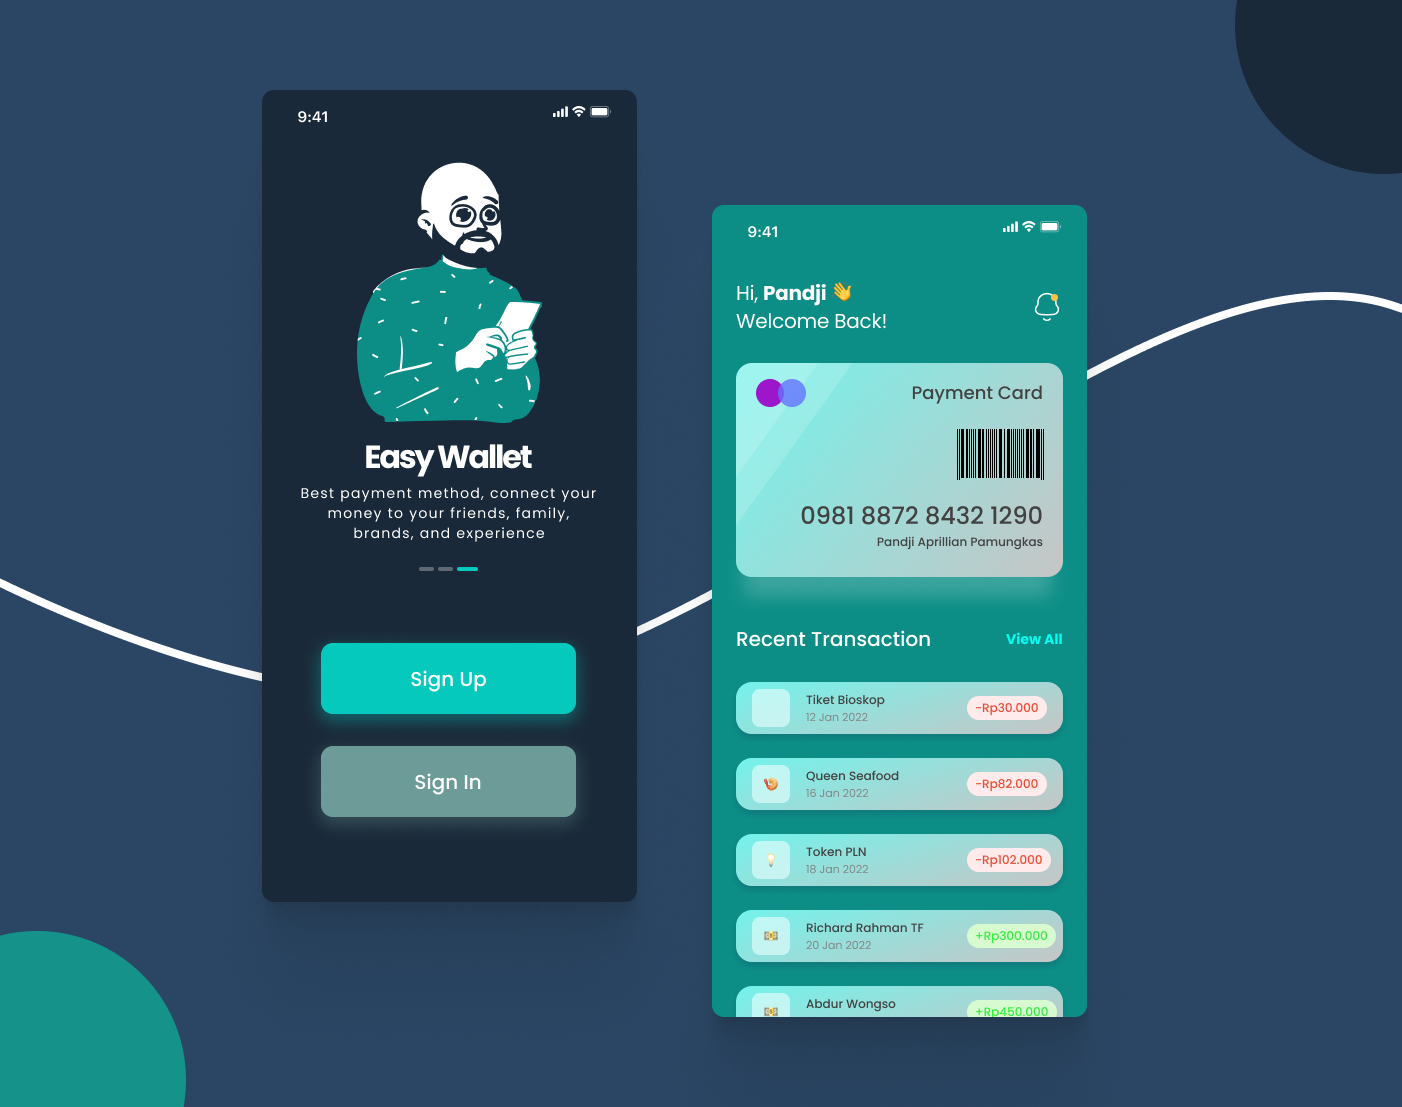 9:41
Easy Wallet
Best payment method, connect your
money to your friends, family,
brands, and experience
Sign Up
Sign In
9:41
Hi, Pandji 👋
Welcome Back!
Payment Card
0981 8872 8432 1290
Pandji Aprillian Pamungkas
Recent Transaction
View All
Tiket Bioskop
12 Jan 2022
-Rp30.000
Queen Seafood
16 Jan 2022
-Rp82.000
Token PLN
18 Jan 2022
-Rp102.000
Richard Rahman TF
20 Jan 2022
+Rp300.000
Abdur Wongso
+Rp450.000